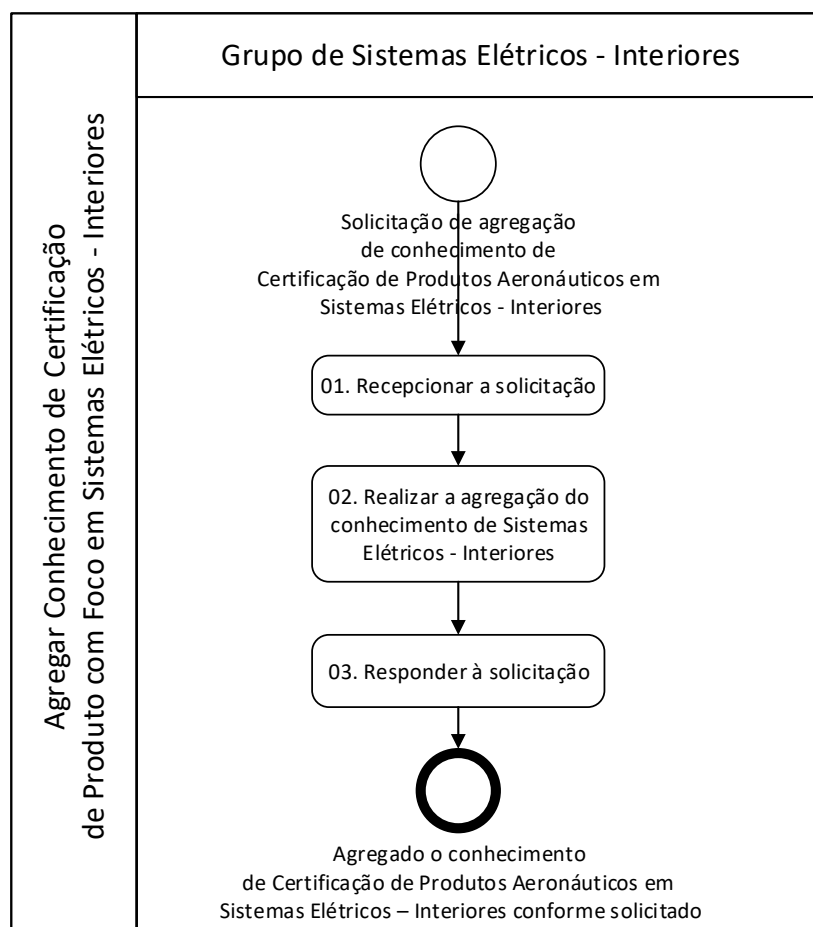 Agregar Conhecimento de Certificação
de Produto com Foco em Sistemas Elétricos - Interiores
Grupo de Sistemas Elétricos - Interiores
Solicitação de agregação
de conhecimento de
Certificação de Produtos Aeronáuticos em
Sistemas Elétricos - Interiores
01. Recepcionar a solicitação
02. Realizar a agregação do
conhecimento de Sistemas
Elétricos - Interiores
03. Responder à solicitação
Agregado o conhecimento
de Certificação de Produtos Aeronáuticos em
Sistemas Elétricos – Interiores conforme solicitado